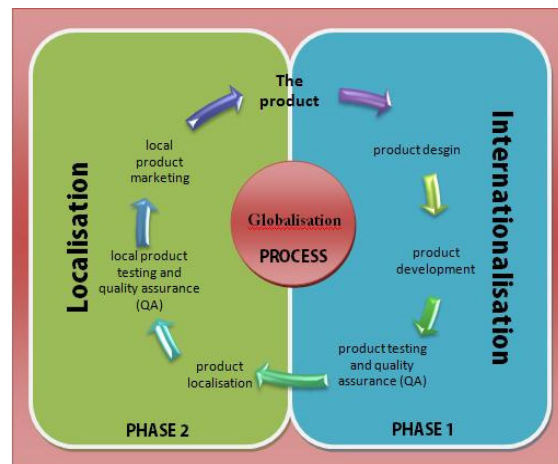 The
product
product desgin
product
development
product testing
and quality
assurance (QA)
Internationalisation
PHASE 1
product
localisation
local product
testing and
quality assurance
(QA)
local
product
marketing
Localisation
PHASE 2
Globalisation
PROCESS